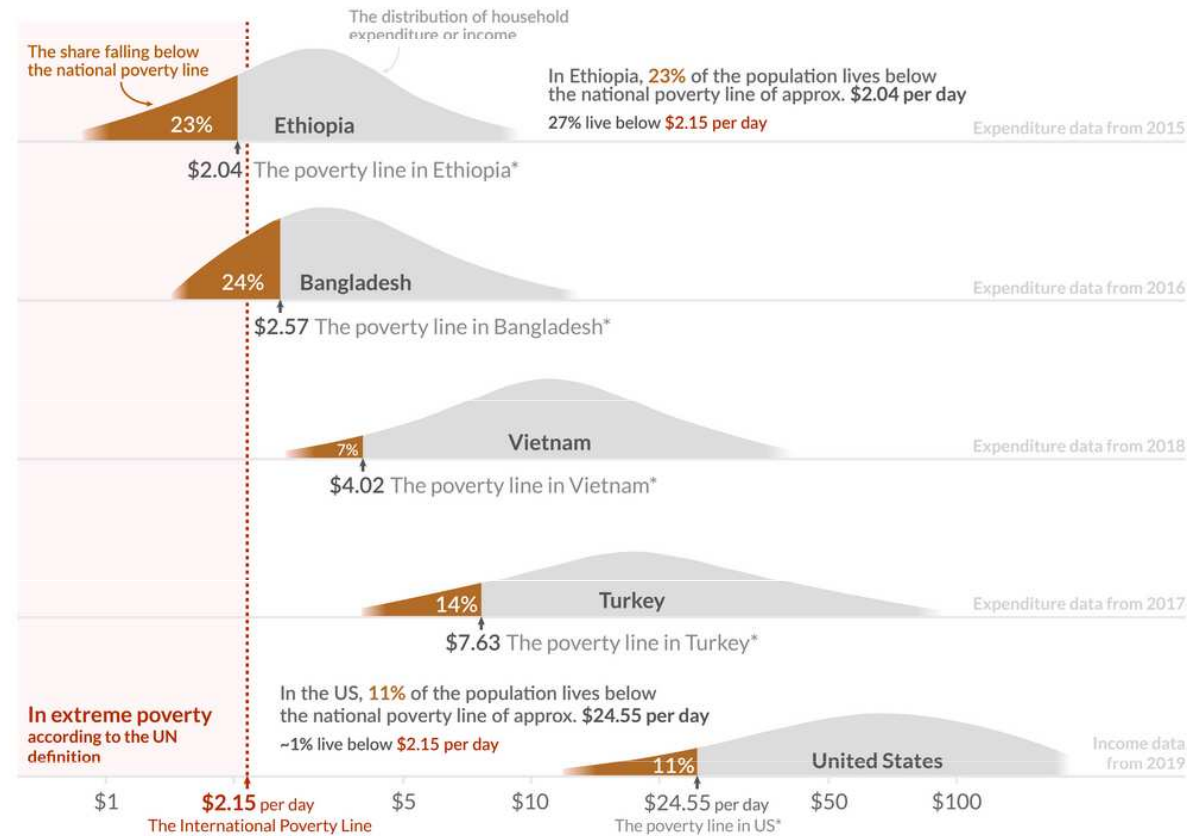 The distribution of household
expenditure or income
The share falling below
the national poverty line
In Ethiopia, 23% of the population lives below
the national poverty line of approx. $2.04 per day
27% live below $2.15 per day
23%
Ethiopia
Expenditure data from 2015
$2.04 The poverty line in Ethiopia*
24%
Bangladesh
Expenditure data from 2016
$2.57 The poverty line in Bangladesh*
7%
Vietnam
Expenditure data from 2018
$4.02 The poverty line in Vietnam*
14%
Turkey
Expenditure data from 2017
$7.63 The poverty line in Turkey*
In the US, 11% of the population lives below
the national poverty line of approx. $24.55 per day
~1% live below $2.15 per day
In extreme poverty
according to the UN
definition
11%
United States
Income data
from 2019
$1
$2.15 per day
The International Poverty Line
$5
$10
$24.55 per day
The poverty line in US*
$50
$100